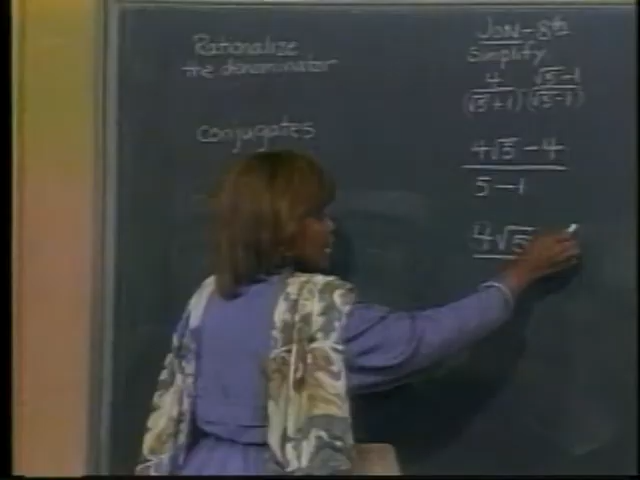 Rationalize
the denominator
conjugates
JON - 8th
Simplify
4/(√5+1) · (√5-1)/(√5-1)
4√5 - 4
5 - 1
4√5